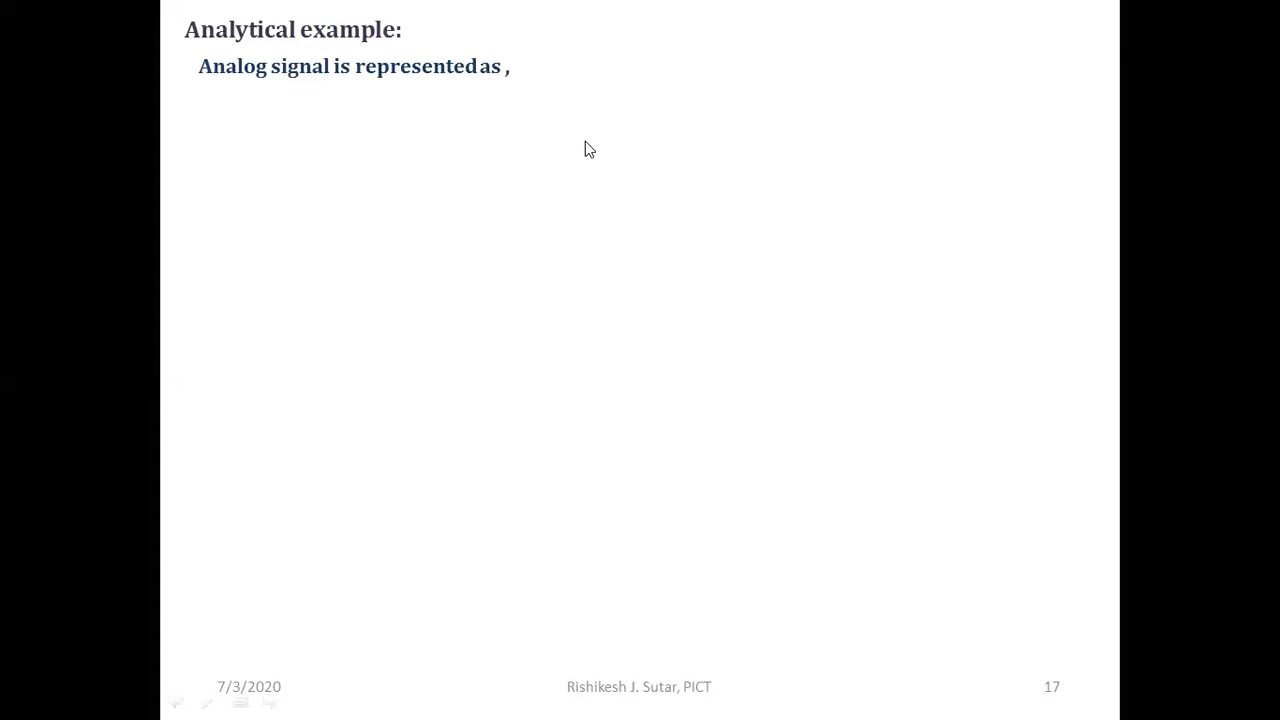 Analytical example:
Analog signal is represented as ,
7/3/2020
Rishikesh J. Sutar, PICT
17